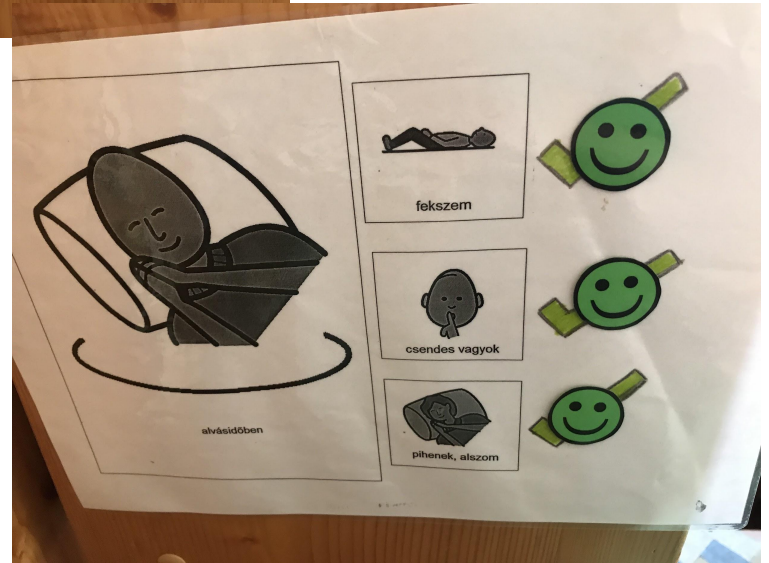 alvásidőben
fekszem
csendes vagyok
pihenek, alszom